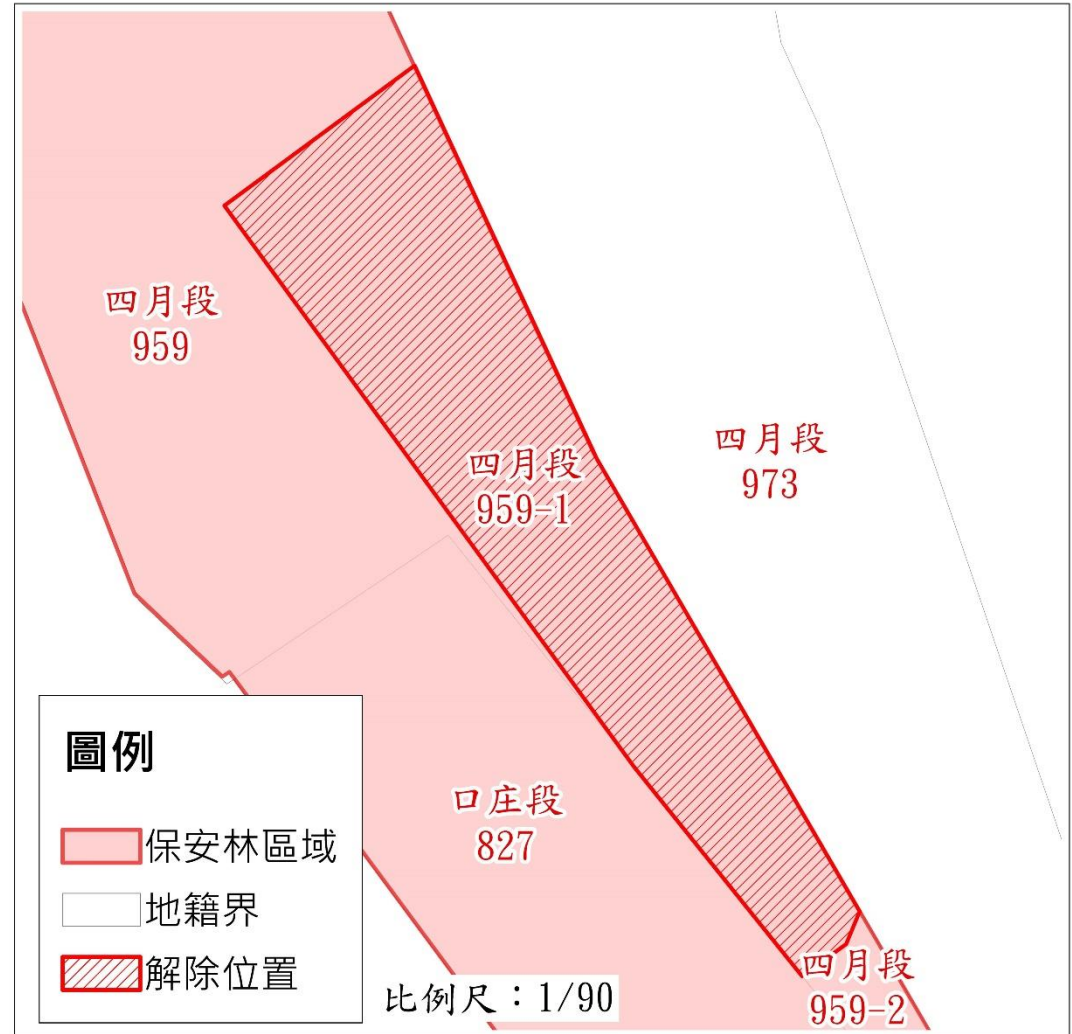 四月段
959
四月段
973
四月段
959-1
口庄段
827
四月段
959-2
圖例
保安林區域
地籍界
解除位置
比例尺：1/90